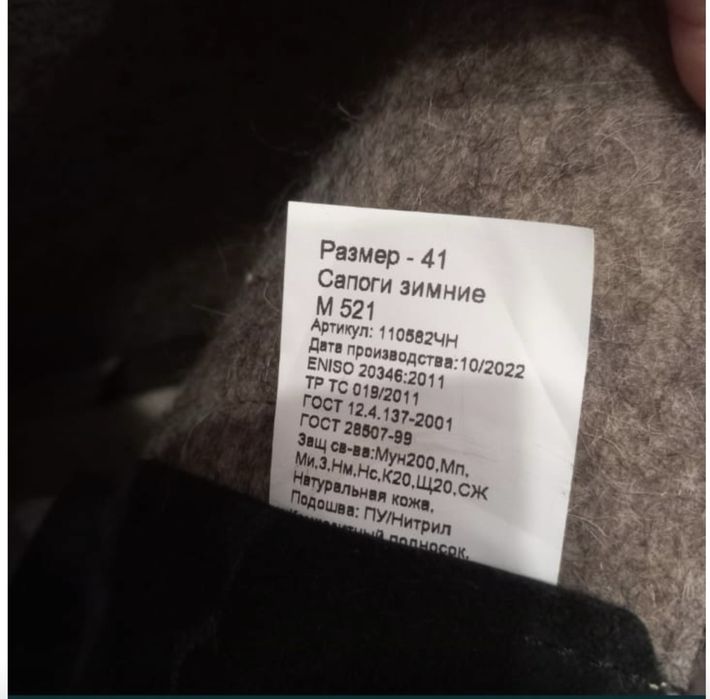 Размер - 41
Сапоги зимние
М 521
Артикул: 110582ЧН
Дата производства:10/2022
ENISO 20346:2011
ТР ТС 019/2011
ГОСТ 12.4.137-2001
ГОСТ 28507-99
Защ св-ва:Мун200,Мп,
Ми,З,Нм,Нс,К20,Щ20,СЖ
Натуральная кожа,
Подошва: ПУ/Нитрил
подносок,